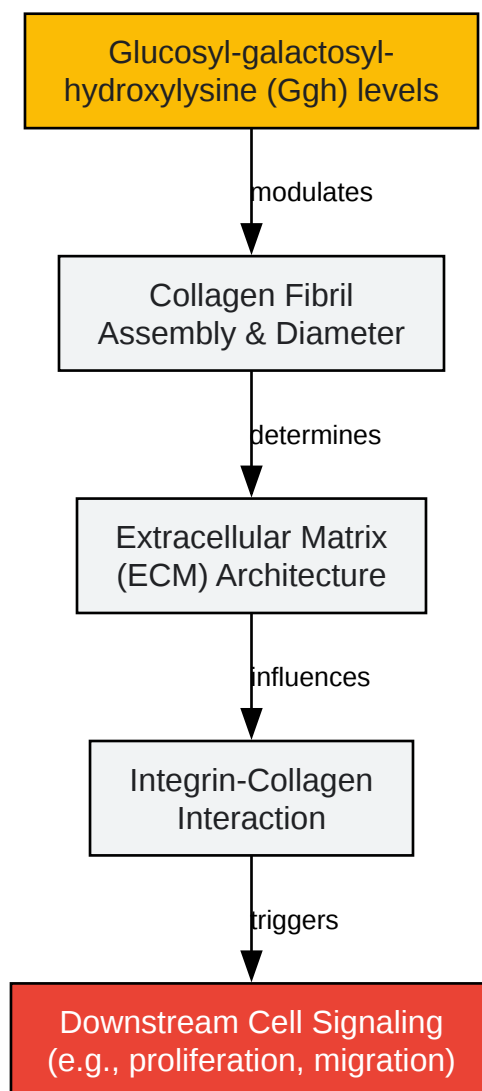 Glucosyl-galactosyl-
hydroxylysine (Ggh) levels
modulates
Collagen Fibril
Assembly & Diameter
determines
Extracellular Matrix
(ECM) Architecture
influences
Integrin-Collagen
Interaction
triggers
Downstream Cell Signaling
(e.g., proliferation, migration)